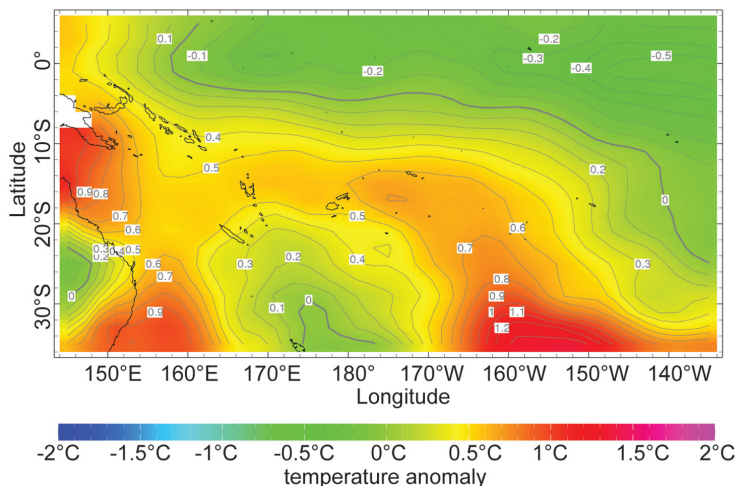 0.1
-0.1
-0.2
-0.2
-0.3
-0.4
-0.5
0°
10°S
20°S
30°S
Latitude
0.4
0.5
0.2
0
0.9
0.8
0.7
0.6
0.5
0.6
0.3
0.2
0.4
0.5
0.6
0.7
0.3
0.2
0.4
0.7
0.3
0.8
0.9
0
0.9
0.1
0
1
1.1
1.2
150°E
160°E
170°E
180°
170°W
160°W
150°W
140°W
Longitude
-2°C
-1.5°C
-1°C
-0.5°C
0°C
0.5°C
1°C
1.5°C
2°C
temperature anomaly